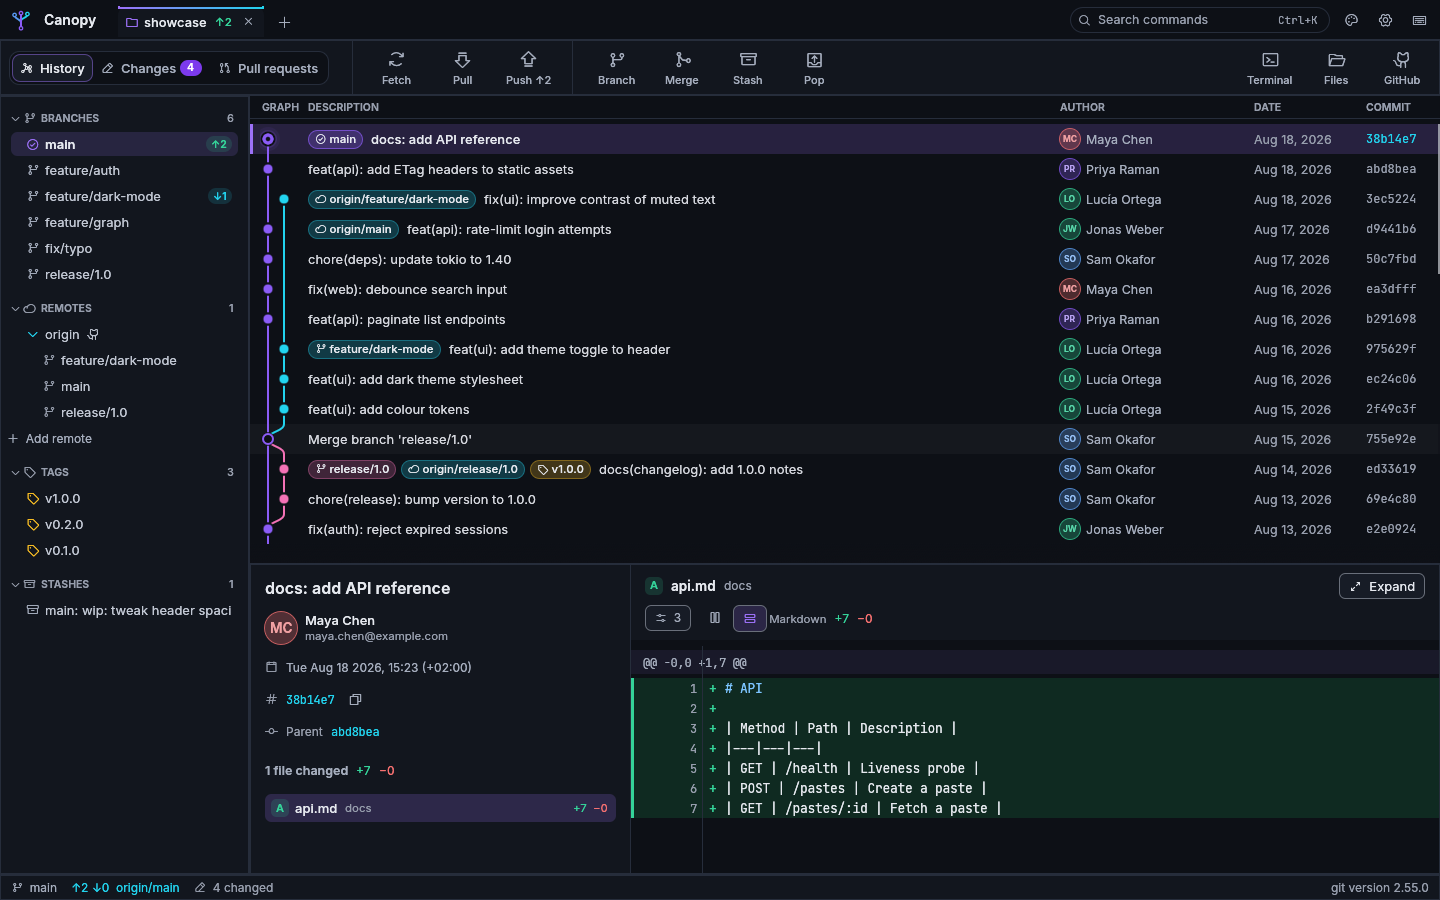 Canopy
showcase ↑2 ×
Search commands Ctrl+K
History
Changes 4
Pull requests
Fetch
Pull
Push ↑2
Branch
Merge
Stash
Pop
Terminal
Files
GitHub
BRANCHES 6
main ↑2
feature/auth
feature/dark-mode ↓1
feature/graph
fix/typo
release/1.0
REMOTES 1
origin
feature/dark-mode
main
release/1.0
+ Add remote
TAGS 3
v1.0.0
v0.2.0
v0.1.0
STASHES 1
main: wip: tweak header spaci
GRAPH DESCRIPTION AUTHOR DATE COMMIT
main docs: add API reference MC Maya Chen Aug 18, 2026 38b14e7
feat(api): add ETag headers to static assets PR Priya Raman Aug 18, 2026 abd8bea
origin/feature/dark-mode fix(ui): improve contrast of muted text LO Lucía Ortega Aug 18, 2026 3ec5224
origin/main feat(api): rate-limit login attempts JW Jonas Weber Aug 17, 2026 d9441b6
chore(deps): update tokio to 1.40 SO Sam Okafor Aug 17, 2026 50c7fbd
fix(web): debounce search input MC Maya Chen Aug 16, 2026 ea3dfff
feat(api): paginate list endpoints PR Priya Raman Aug 16, 2026 b291698
feature/dark-mode feat(ui): add theme toggle to header LO Lucía Ortega Aug 16, 2026 975629f
feat(ui): add dark theme stylesheet LO Lucía Ortega Aug 16, 2026 ec24c06
feat(ui): add colour tokens LO Lucía Ortega Aug 15, 2026 2f49c3f
Merge branch 'release/1.0' SO Sam Okafor Aug 15, 2026 755e92e
release/1.0 origin/release/1.0 v1.0.0 docs(changelog): add 1.0.0 notes SO Sam Okafor Aug 14, 2026 ed33619
chore(release): bump version to 1.0.0 SO Sam Okafor Aug 13, 2026 69e4c80
fix(auth): reject expired sessions JW Jonas Weber Aug 13, 2026 e2e0924
docs: add API reference
MC Maya Chen
maya.chen@example.com
Tue Aug 18 2026, 15:23 (+02:00)
# 38b14e7
Parent abd8bea
1 file changed +7 −0
A api.md docs +7 −0
A api.md docs
Expand
3 Markdown +7 −0
@@ -0,0 +1,7 @@
1 + # API
2 +
3 + | Method | Path | Description |
4 + |---|---|---|
5 + | GET | /health | Liveness probe |
6 + | POST | /pastes | Create a paste |
7 + | GET | /pastes/:id | Fetch a paste |
main ↑2 ↓0 origin/main 4 changed
git version 2.55.0